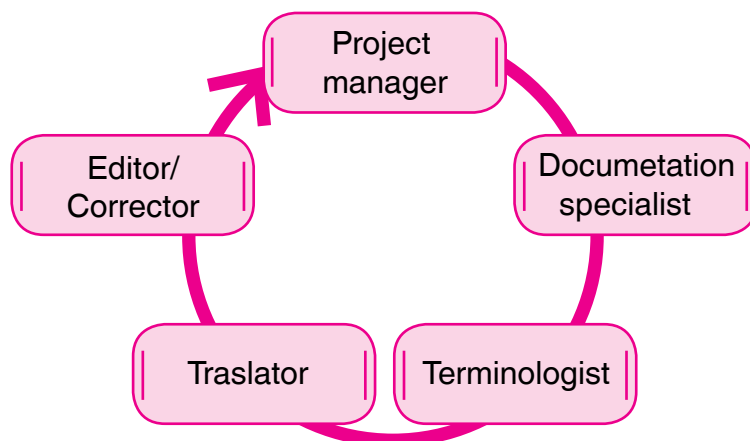 Project
manager
Documetation
specialist
Terminologist
Traslator
Editor/
Corrector